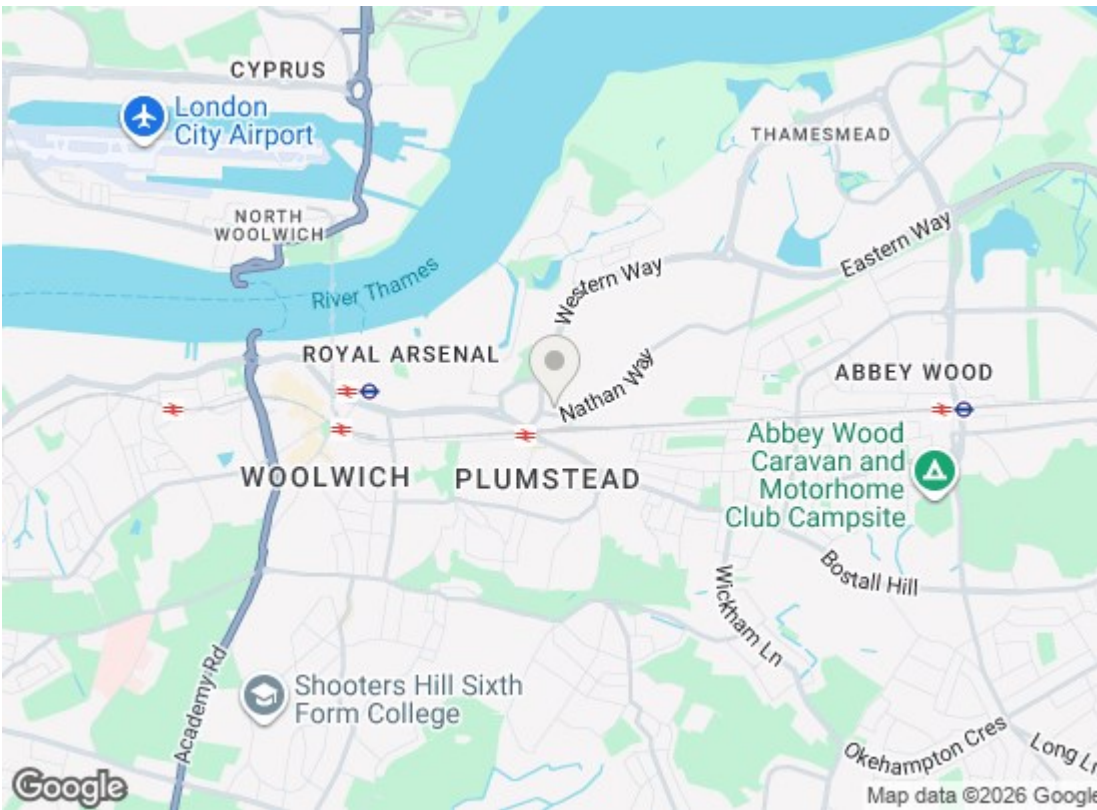 CYPRUS
London
City Airport
THAMESMEAD
NORTH
WOOLWICH
Eastern Way
Western Way
River Thames
ROYAL ARSENAL
Nathan Way
ABBEY WOOD
WOOLWICH
PLUMSTEAD
Abbey Wood
Caravan and
Motorhome
Club Campsite
Bostall Hill
Wickham Ln
Academy Rd
Shooters Hill Sixth
Form College
Okehampton Cres
Long Ln
Google
Map data ©2026 Google